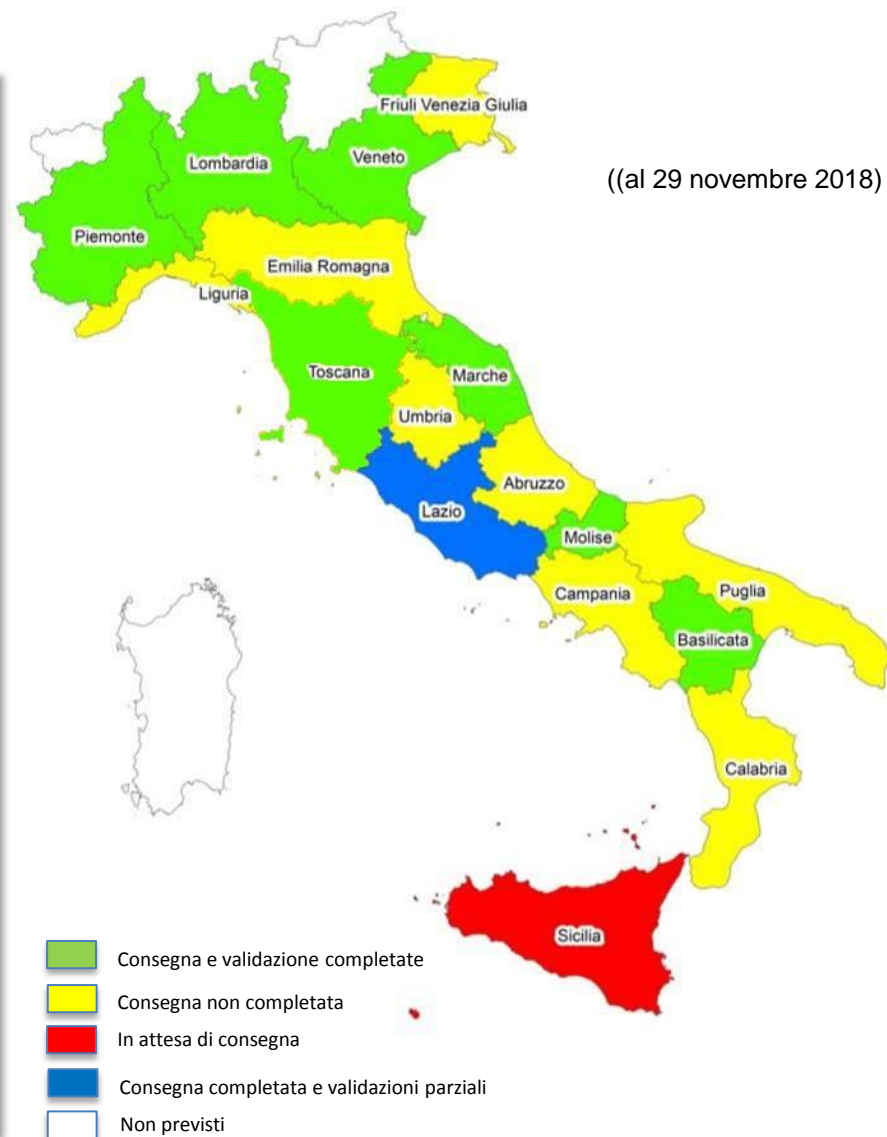 Friuli Venezia Giulia
Lombardia
Veneto
((al 29 novembre 2018)
Piemonte
Emilia Romagna
Liguria
Toscana
Marche
Umbria
Abruzzo
Lazio
Molise
Campania
Puglia
Basilicata
Calabria
Sicilia
Consegna e validazione completate
Consegna non completata
In attesa di consegna
Consegna completata e validazioni parziali
Non previsti